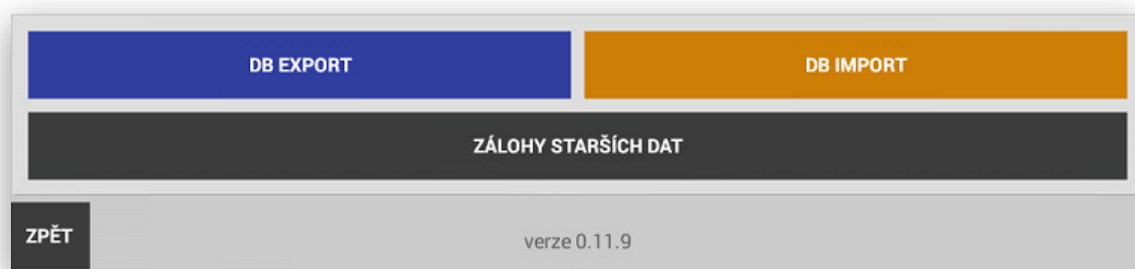 DB EXPORT
DB IMPORT
ZÁLOHY STARŠÍCH DAT
ZPĚT
verze 0.11.9